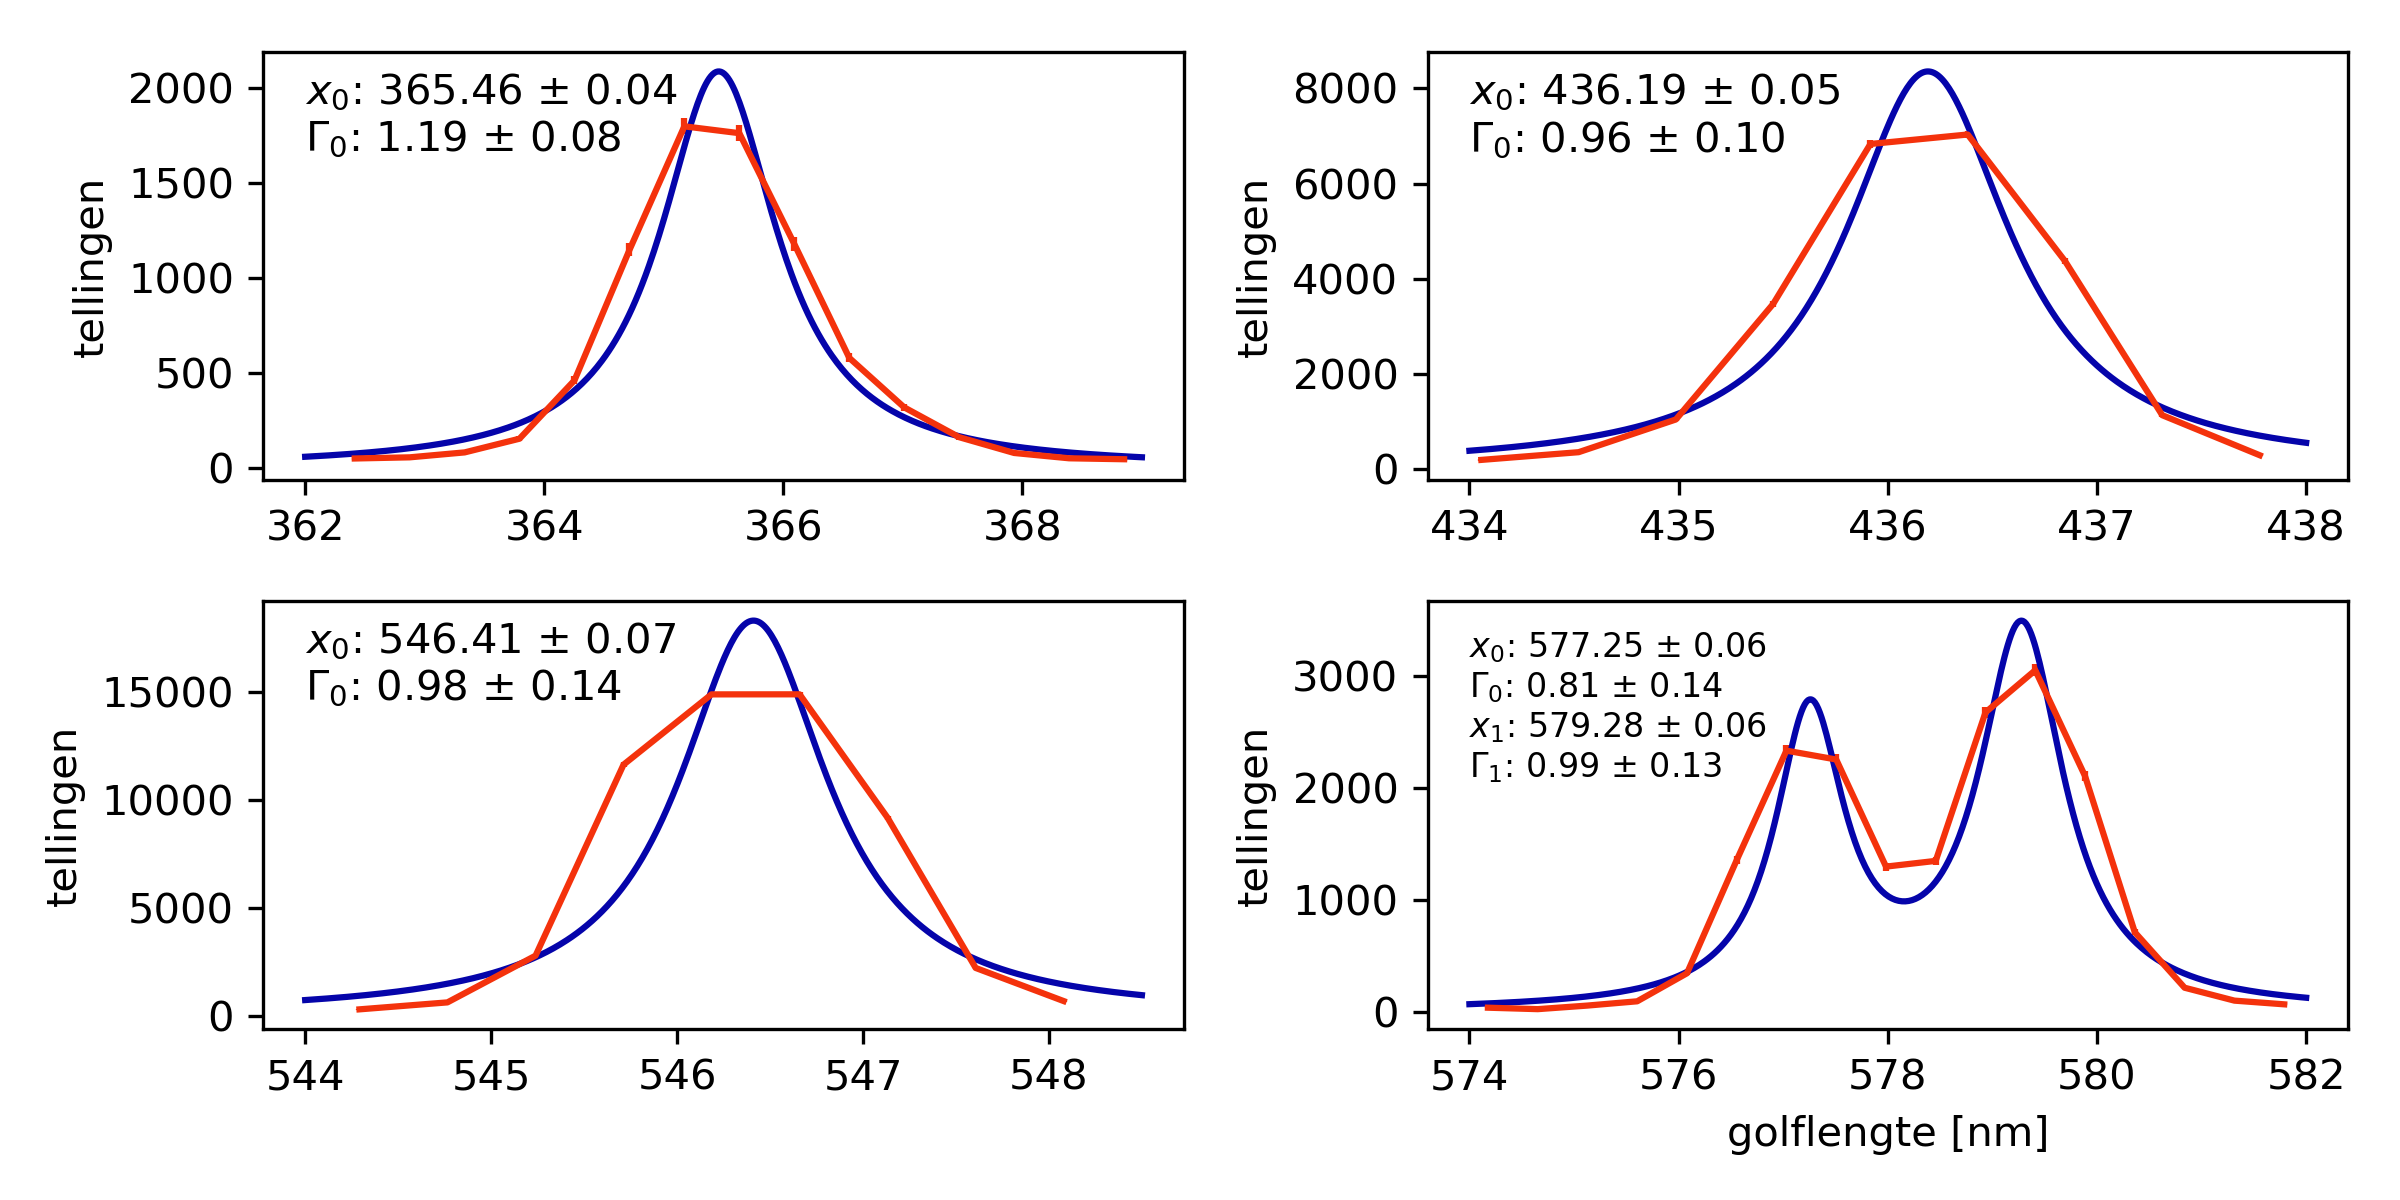 x₀: 365.46 ± 0.04
Γ₀: 1.19 ± 0.08
tellingen
2000
1500
1000
500
0
362 364 366 368
x₀: 436.19 ± 0.05
Γ₀: 0.96 ± 0.10
tellingen
8000
6000
4000
2000
0
434 435 436 437 438
x₀: 546.41 ± 0.07
Γ₀: 0.98 ± 0.14
tellingen
15000
10000
5000
0
544 545 546 547 548
x₀: 577.25 ± 0.06
Γ₀: 0.81 ± 0.14
x₁: 579.28 ± 0.06
Γ₁: 0.99 ± 0.13
tellingen
3000
2000
1000
0
574 576 578 580 582
golflengte [nm]